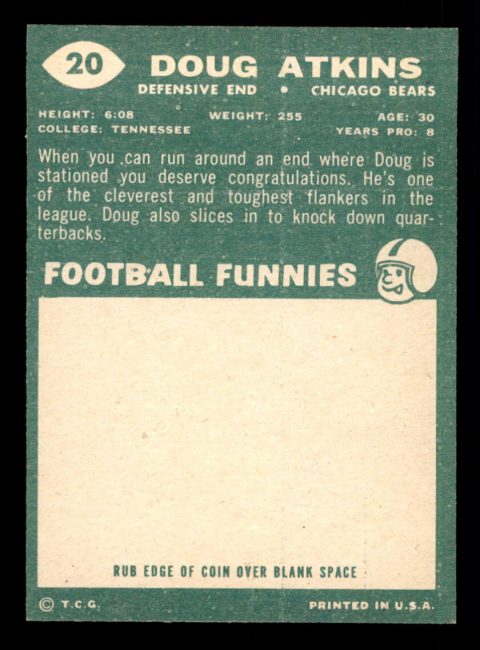 20 DOUG ATKINS
DEFENSIVE END • CHICAGO BEARS
HEIGHT: 6:08 WEIGHT: 255 AGE: 30
COLLEGE: TENNESSEE YEARS PRO: 8
When you can run around an end where Doug is
stationed you deserve congratulations. He's one
of the cleverest and toughest flankers in the
league. Doug also slices in to knock down quar-
terbacks.
FOOTBALL FUNNIES
RUB EDGE OF COIN OVER BLANK SPACE
© T.C.G. PRINTED IN U.S.A.